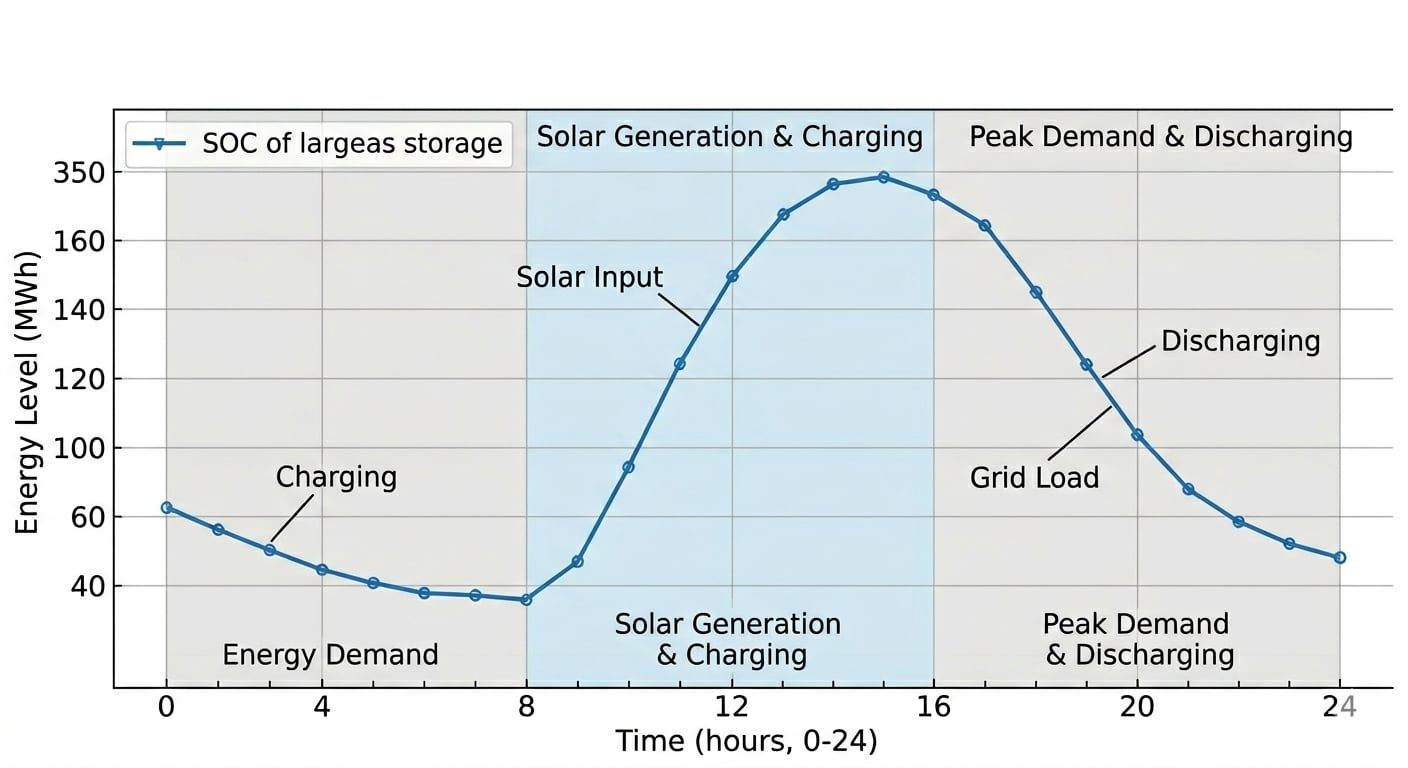 SOC of largeas storage
Solar Generation & Charging
Peak Demand & Discharging
350
160
140
120
100
60
40
Energy Level (MWh)
Solar Input
Discharging
Charging
Grid Load
Energy Demand
Solar Generation
& Charging
Peak Demand
& Discharging
0 4 8 12 16 20 24
Time (hours, 0-24)